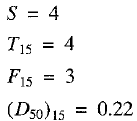 S = 4
T₁₅ = 4
F₁₅ = 3
(D₅₀)₁₅ = 0.22